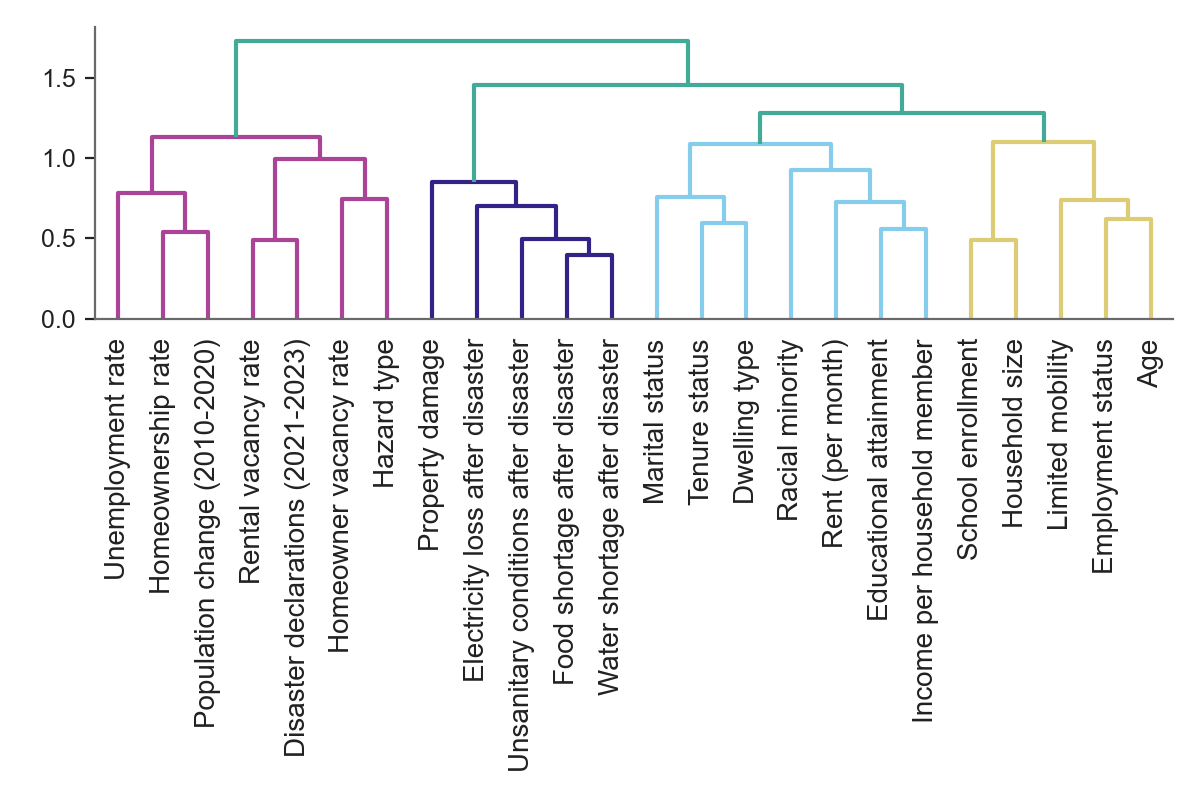 1.5
1.0
0.5
0.0
Unemployment rate
Homeownership rate
Population change (2010-2020)
Rental vacancy rate
Disaster declarations (2021-2023)
Homeowner vacancy rate
Hazard type
Property damage
Electricity loss after disaster
Unsanitary conditions after disaster
Food shortage after disaster
Water shortage after disaster
Marital status
Tenure status
Dwelling type
Racial minority
Rent (per month)
Educational attainment
Income per household member
School enrollment
Household size
Limited mobility
Employment status
Age